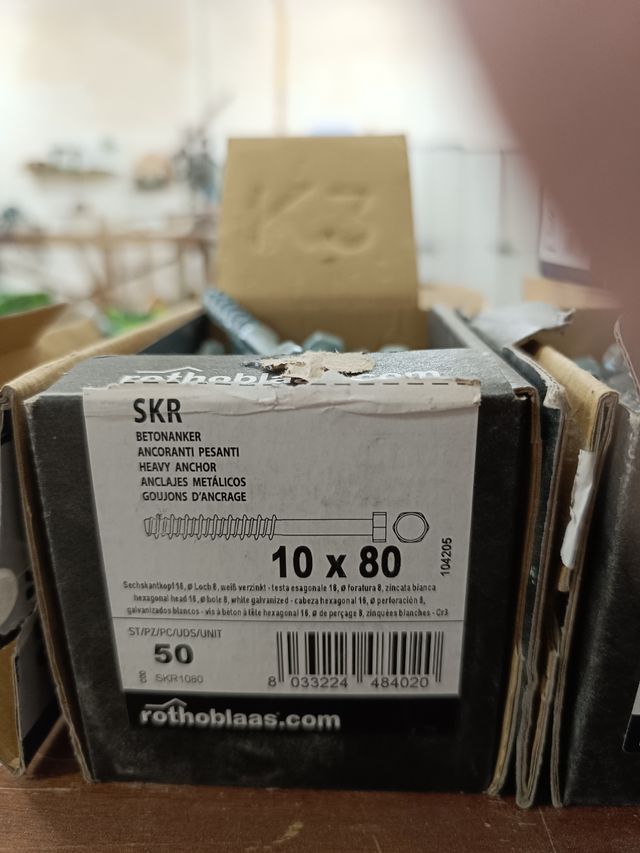 K3
rothoblaas.com
SKR
BETONANKER
ANCORANTI PESANTI
HEAVY ANCHOR
ANCLAJES METÁLICOS
GOUJONS D'ANCRAGE
10 x 80
104205
Sechskantkopf 16, ø Loch 8, weiß verzinkt - testa esagonale 16, ø foratura 8, zincata bianca
hexagonal head 16, ø hole 8, white galvanized - cabeza hexagonal 16, ø perforación 8,
galvanizados blancos - vis à béton à tête hexagonal 16, ø de perçage 8, zinquées blanches - Cr3
ST/PZ/PC/UDS/UNIT
50
SKR1080
8 033224 484020
rothoblaas.com